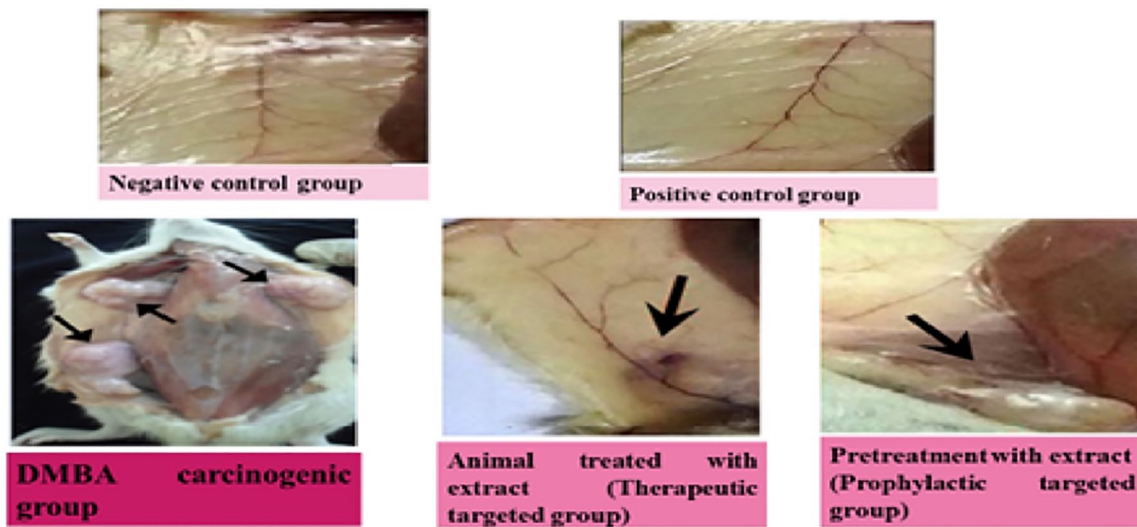 Negative control group
Positive control group
DMBA carcinogenic
group
Animal treated with
extract (Therapeutic
targeted group)
Pretreatment with extract
(Prophylactic targeted
group)